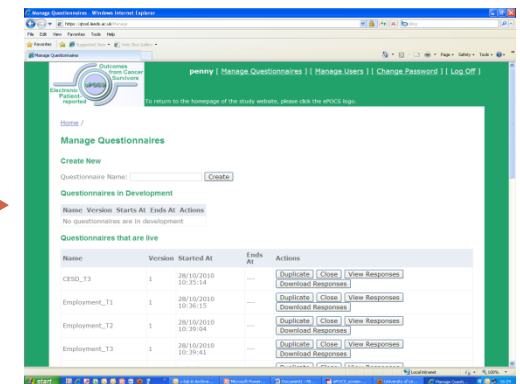 Manage Questionnaires - Windows Internet Explorer
File Edit View Favorites Tools Help
Favorites
Manage Questionnaires
Page Safety Tools
Outcomes
from Cancer
Survivors
ePOCS
Electronic
Patient-
reported
penny [ Manage Questionnaires ] [ Manage Users ] [ Change Password ] [ Log Off ]
To return to the homepage of the study website, please click the ePOCS logo.
Home /
Manage Questionnaires
Create New
Questionnaire Name: Create
Questionnaires in Development
Name Version Starts At Ends At Actions
No questionnaires are in development
Questionnaires that are live
Name Version Started At Ends At Actions
CESD_T3 1 28/10/2010 10:35:14 ---- Duplicate Close View Responses
Download Responses
Employment_T1 1 28/10/2010 10:36:15 ---- Duplicate Close View Responses
Download Responses
Employment_T2 1 28/10/2010 10:39:04 ---- Duplicate Close View Responses
Download Responses
Employment_T3 1 28/10/2010 10:39:41 ---- Duplicate Close View Responses
Download Responses
Local intranet 100%
start